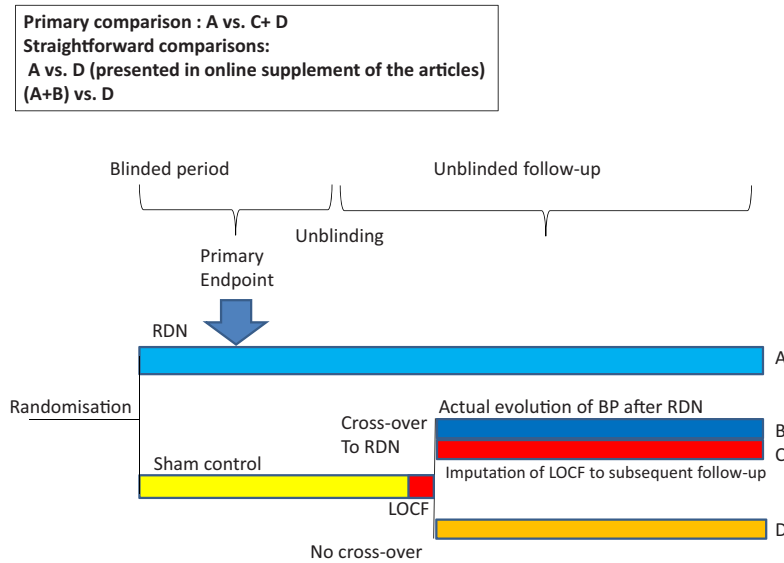 Primary comparison : A vs. C+ D
Straightforward comparisons:
A vs. D (presented in online supplement of the articles)
(A+B) vs. D
Blinded period
Unblinded follow-up
Unblinding
Primary
Endpoint
RDN
A
Randomisation
Actual evolution of BP after RDN
Cross-over
To RDN
B
C
Sham control
Imputation of LOCF to subsequent follow-up
LOCF
D
No cross-over